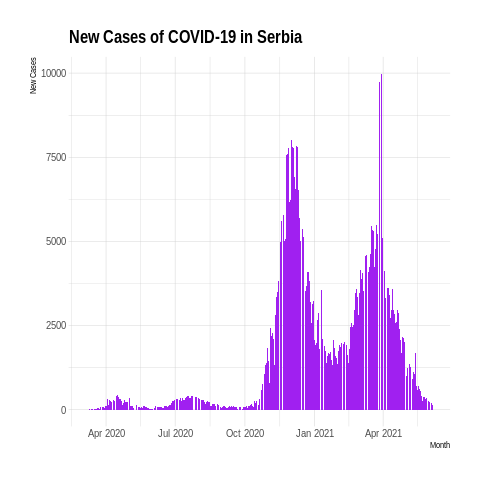 New Cases of COVID-19 in Serbia
New Cases
10000
7500
5000
2500
0
Apr 2020 Jul 2020 Oct 2020 Jan 2021 Apr 2021
Month